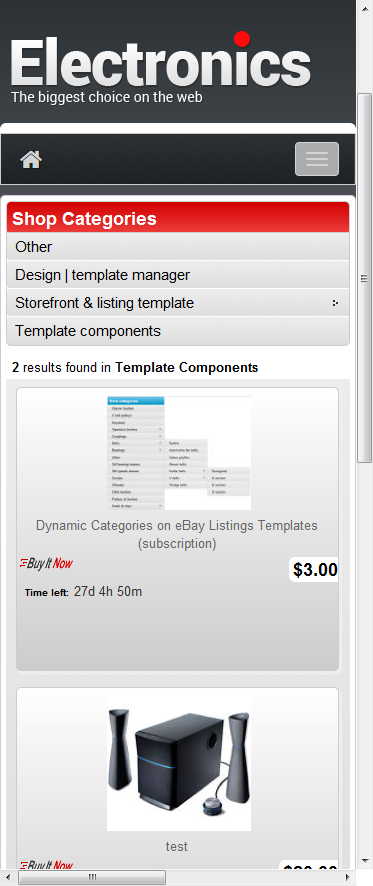 Electronics
The biggest choice on the web
Shop Categories
Other
Design | template manager
Storefront & listing template
Template components
2 results found in Template Components
Dynamic Categories on eBay Listings Templates
(subscription)
Buy It Now
$3.00
Time left: 27d 4h 50m
test
Buy It Now